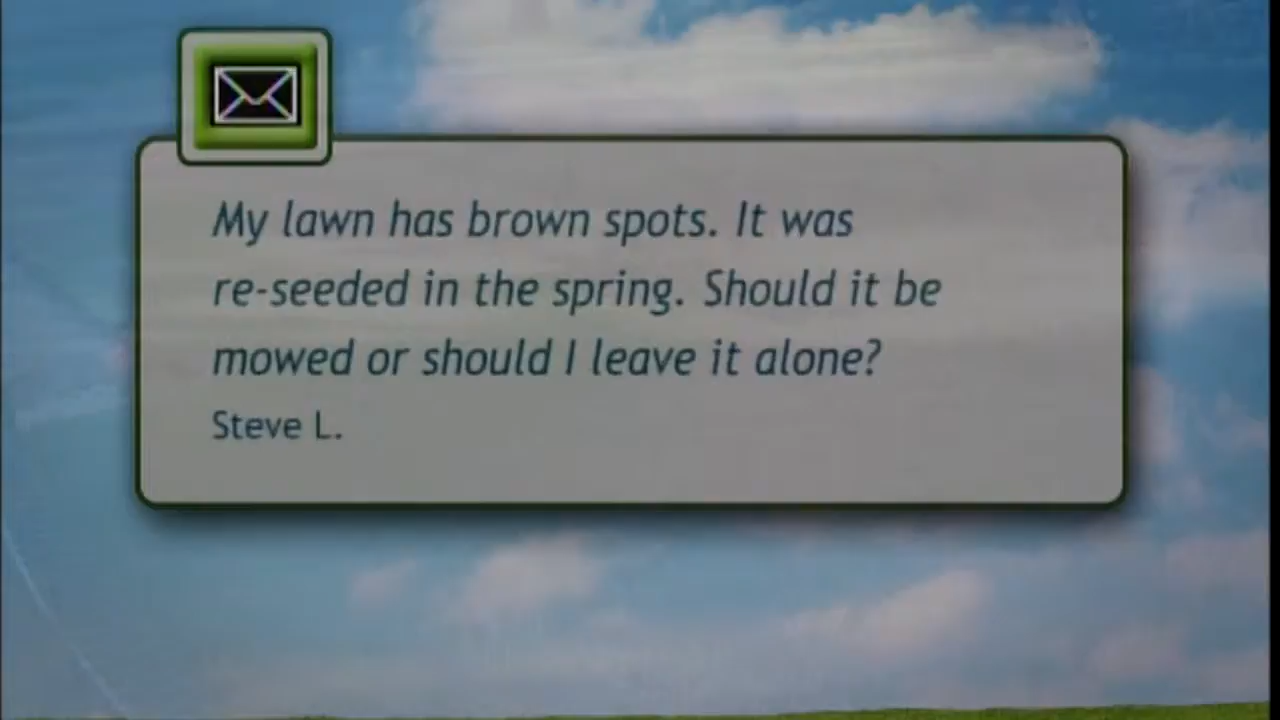 My lawn has brown spots. It was
re-seeded in the spring. Should it be
mowed or should I leave it alone?
Steve L.